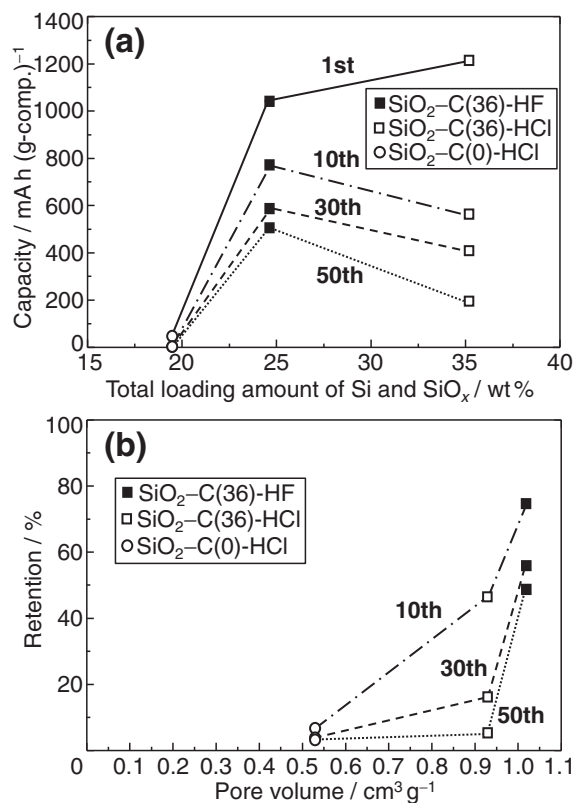 (a)
1400
1200
1000
800
600
400
200
0
Capacity / mA h (g-comp.)⁻¹
1st
10th
30th
50th
■ SiO₂–C(36)-HF
□ SiO₂–C(36)-HCl
○ SiO₂–C(0)-HCl
15 20 25 30 35 40
Total loading amount of Si and SiOₓ / wt %
(b)
100
80
60
40
20
Retention / %
■ SiO₂–C(36)-HF
□ SiO₂–C(36)-HCl
○ SiO₂–C(0)-HCl
10th
30th
50th
0 0.1 0.2 0.3 0.4 0.5 0.6 0.7 0.8 0.9 1.0 1.1
Pore volume / cm³ g⁻¹